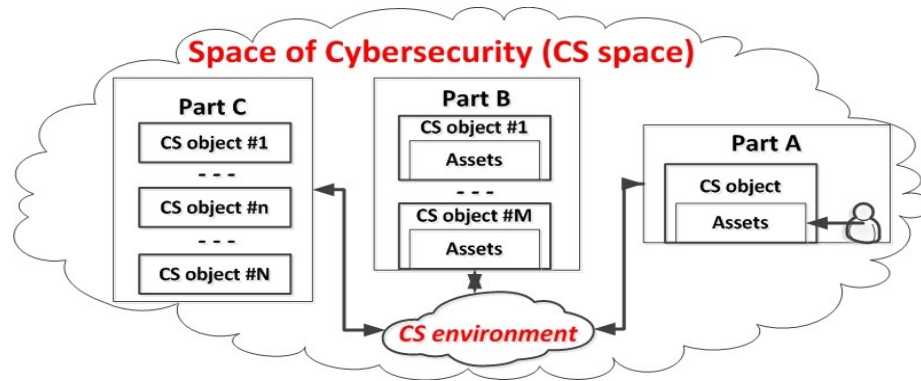 Space of Cybersecurity (CS space)
Part C
CS object #1
- - -
CS object #n
- - -
CS object #N
Part B
CS object #1
Assets
- - -
CS object #M
Assets
Part A
CS object
Assets
CS environment